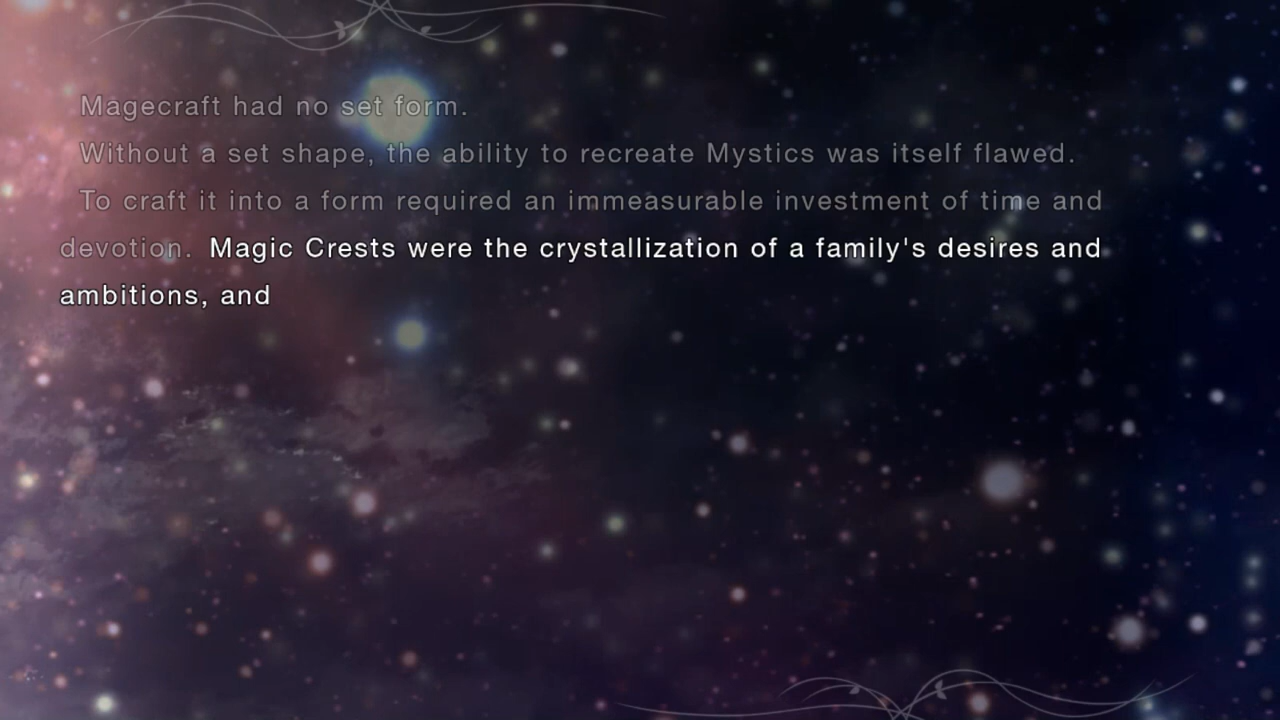 Magecraft had no set form.
Without a set shape, the ability to recreate Mystics was itself flawed.
To craft it into a form required an immeasurable investment of time and
devotion. Magic Crests were the crystallization of a family's desires and
ambitions, and